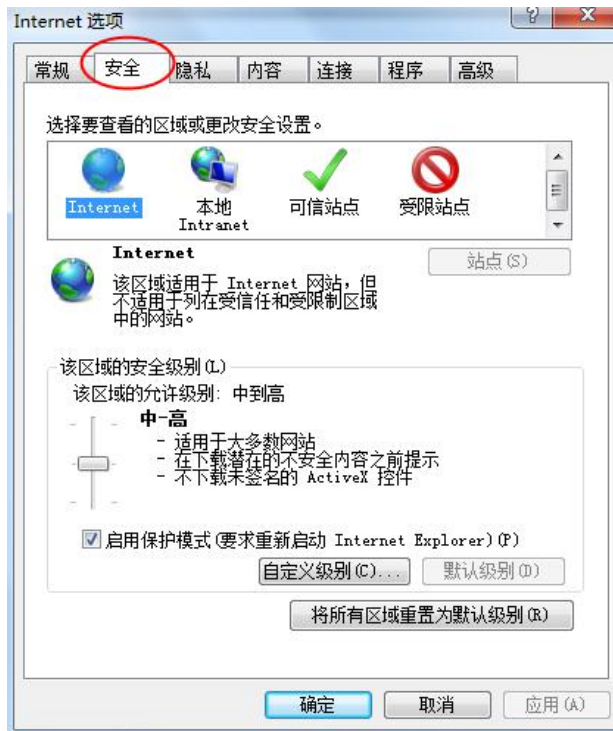 Internet 选项
常规 安全 隐私 内容 连接 程序 高级
选择要查看的区域或更改安全设置。
Internet 本地 Intranet 可信站点 受限站点
Internet
站点(S)
该区域适用于 Internet 网站，但
不适用于列在受信任和受限制区域
中的网站。
该区域的安全级别(L)
该区域的允许级别: 中到高
中-高
- 适用于大多数网站
- 在下载潜在的不安全内容之前提示
- 不下载未签名的 ActiveX 控件
启用保护模式(要求重新启动 Internet Explorer)(P)
自定义级别(C)... 默认级别(D)
将所有区域重置为默认级别(R)
确定 取消 应用(A)